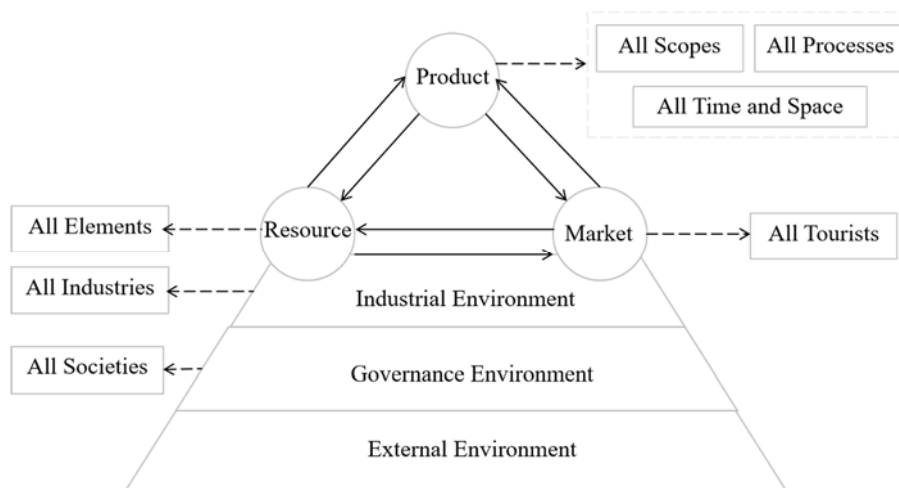 Product
All Scopes
All Processes
All Time and Space
All Elements
Resource
Market
All Tourists
All Industries
Industrial Environment
All Societies
Governance Environment
External Environment